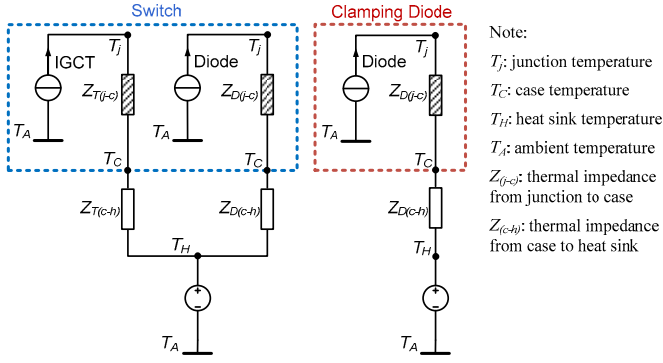 Switch
Clamping Diode
Note:
IGCT
Tj
Diode
Tj
Diode
Tj
Tj: junction temperature
ZT(j-c)
ZD(j-c)
ZD(j-c)
TC: case temperature
TA
TA
TA
TH: heat sink temperature
TC
TC
TC
TA: ambient temperature
Z(j-c): thermal impedance
from junction to case
ZT(c-h)
ZD(c-h)
ZD(c-h)
Z(c-h): thermal impedance
from case to heat sink
TH
TH
+
-
+
-
TA
TA